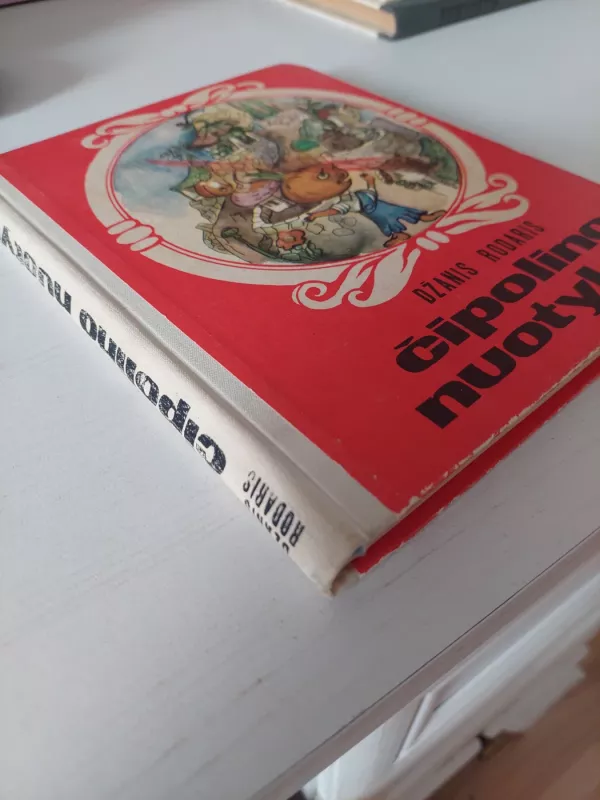 DŽANIS RODARIS
čipolino
nuotyk
DŽANIS
RODARIS
čipolino nuoty